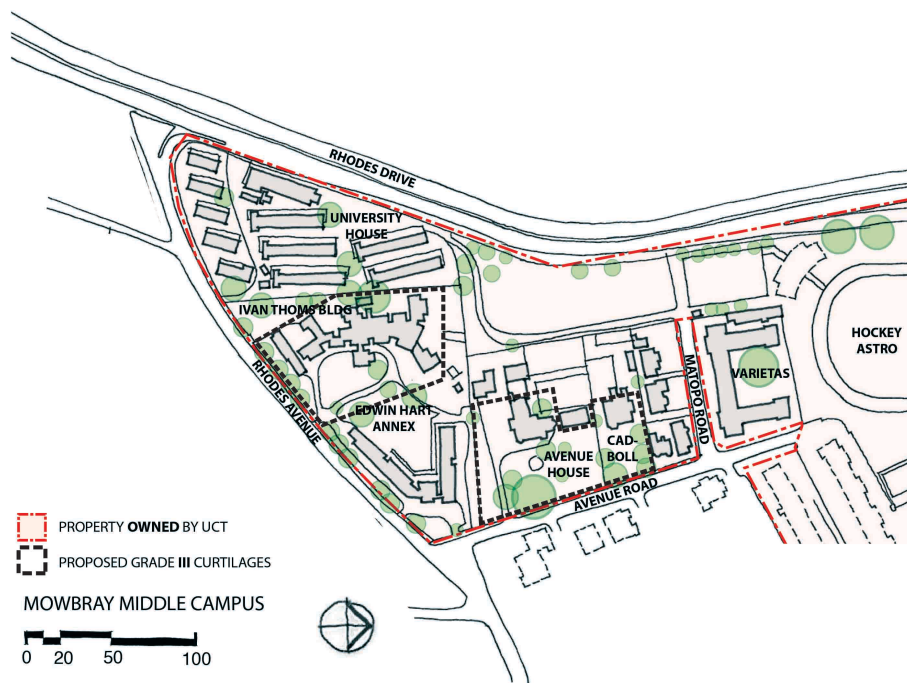 RHODES DRIVE
UNIVERSITY
HOUSE
IVAN THOMS BLDG
HOCKEY
ASTRO
VARIETAS
MATOPO ROAD
RHODES AVENUE
EDWIN HART
ANNEX
CAD-
BOLL
AVENUE
HOUSE
AVENUE ROAD
PROPERTY OWNED BY UCT
PROPOSED GRADE III CURTILAGES
MOWBRAY MIDDLE CAMPUS
0 20 50 100